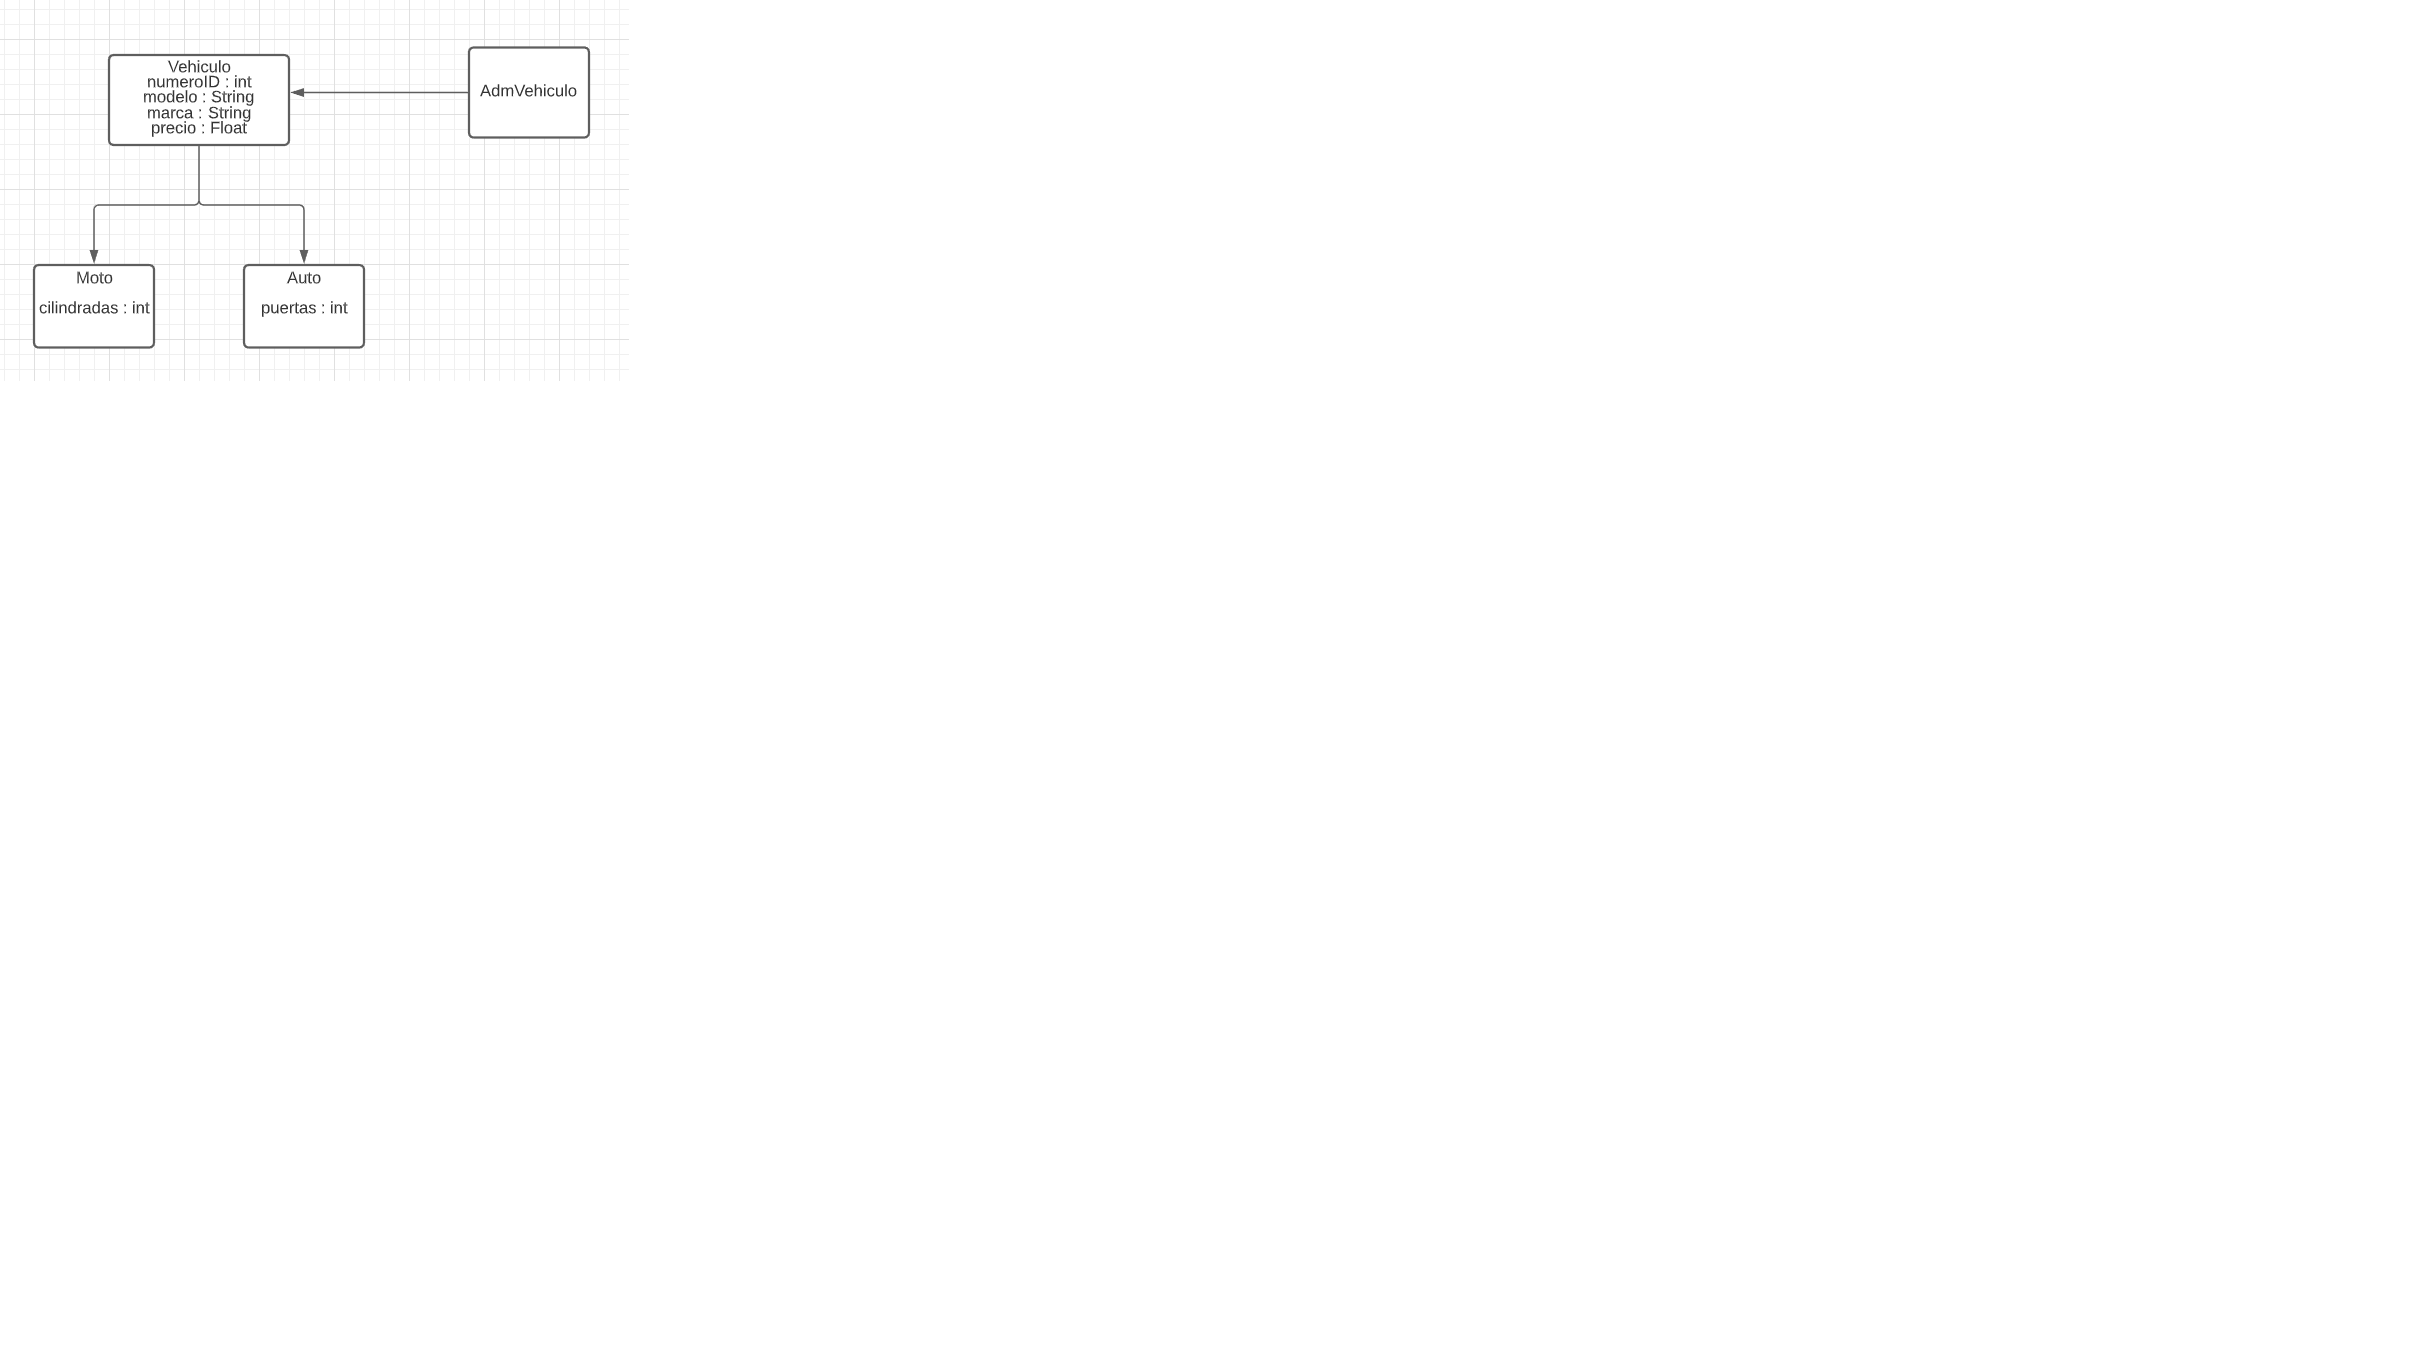 Vehiculo
numeroID : int
modelo : String
marca : String
precio : Float
AdmVehiculo
Moto
cilindradas : int
Auto
puertas : int